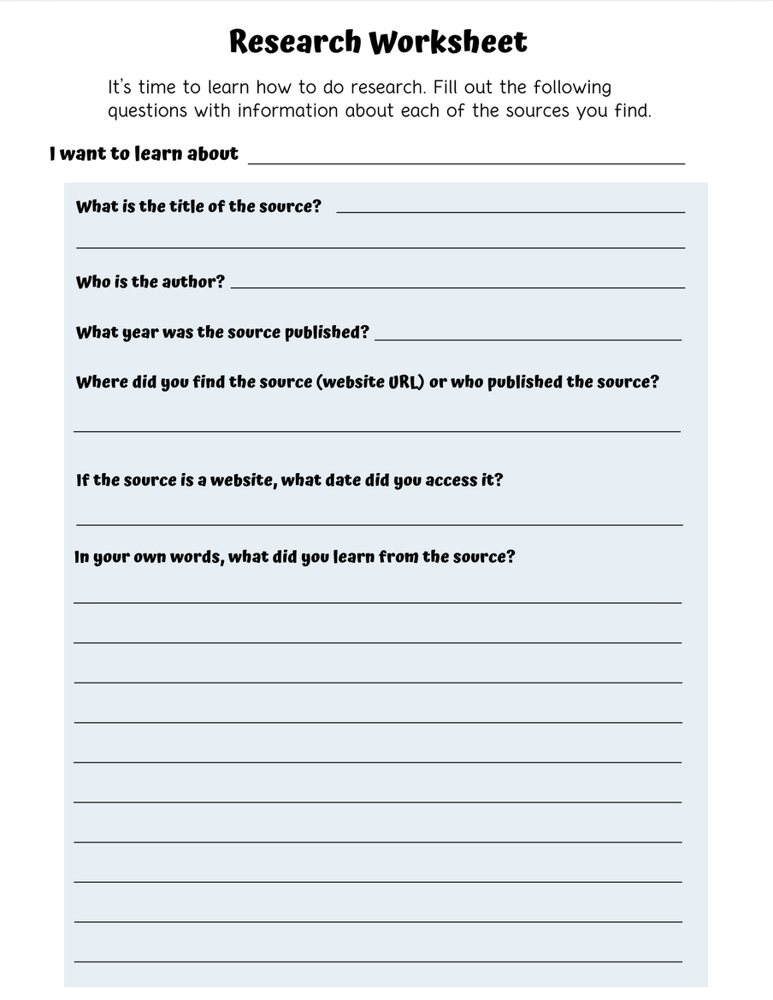 Research Worksheet
It's time to learn how to do research. Fill out the following
questions with information about each of the sources you find.
I want to learn about
What is the title of the source?
Who is the author?
What year was the source published?
Where did you find the source (website URL) or who published the source?
If the source is a website, what date did you access it?
In your own words, what did you learn from the source?